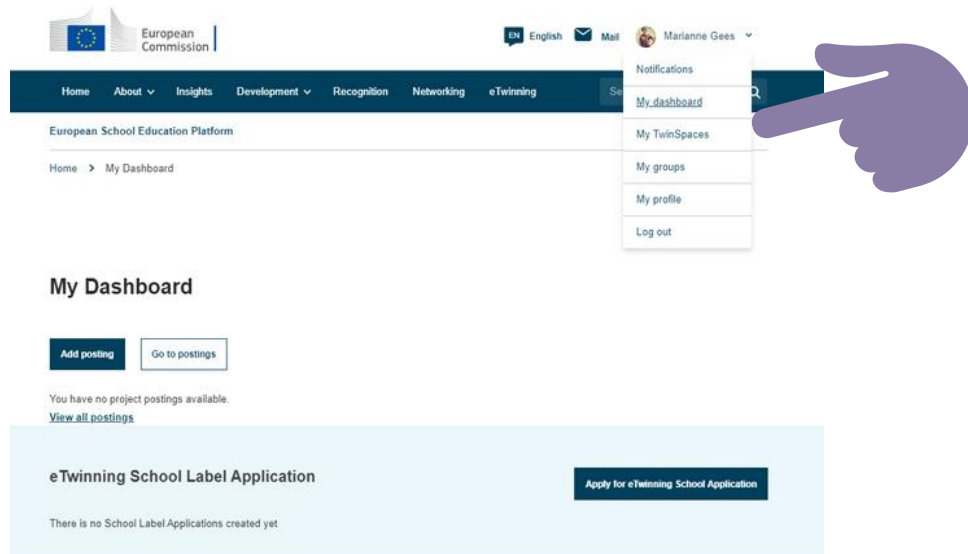 European
Commission
EN English Mail Marianne Gees
Notifications
Home About Insights Development Recognition Networking eTwinning Se
My dashboard
European School Education Platform
My TwinSpaces
Home > My Dashboard
My groups
My profile
Log out
My Dashboard
Add posting Go to postings
You have no project postings available.
View all postings
eTwinning School Label Application
Apply for eTwinning School Application
There is no School Label Applications created yet